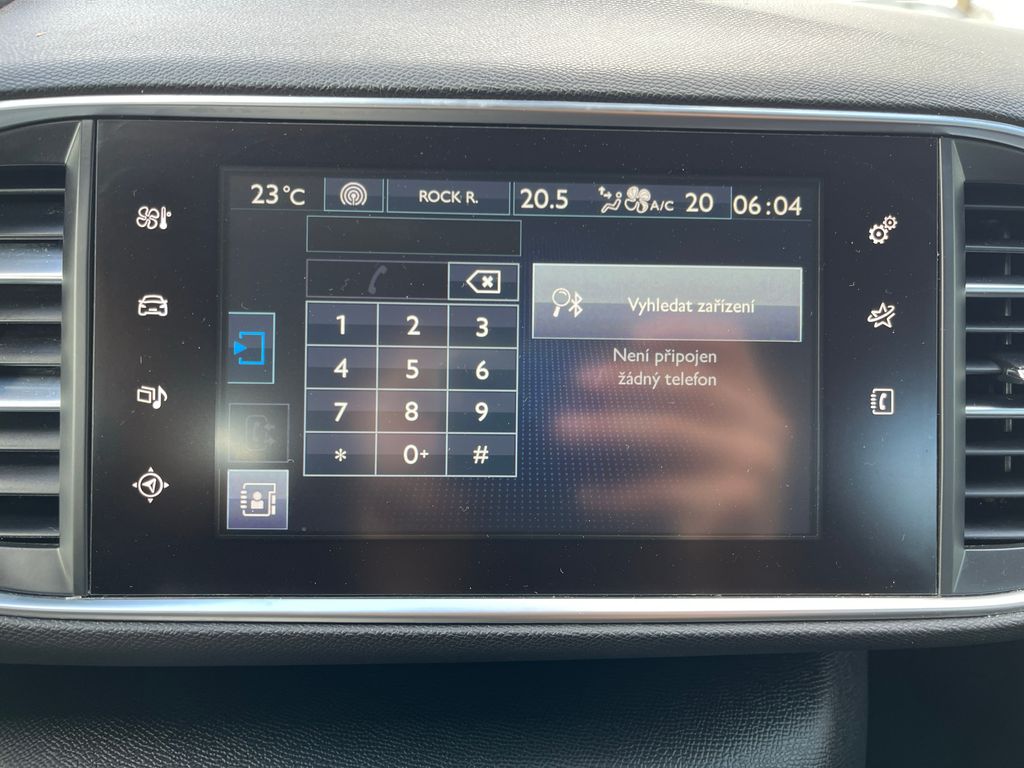 23°C ROCK R. 20.5 A/C 20 06:04
Vyhledat zařízení
Není připojen
žádný telefon
1 2 3
4 5 6
7 8 9
* 0+ #